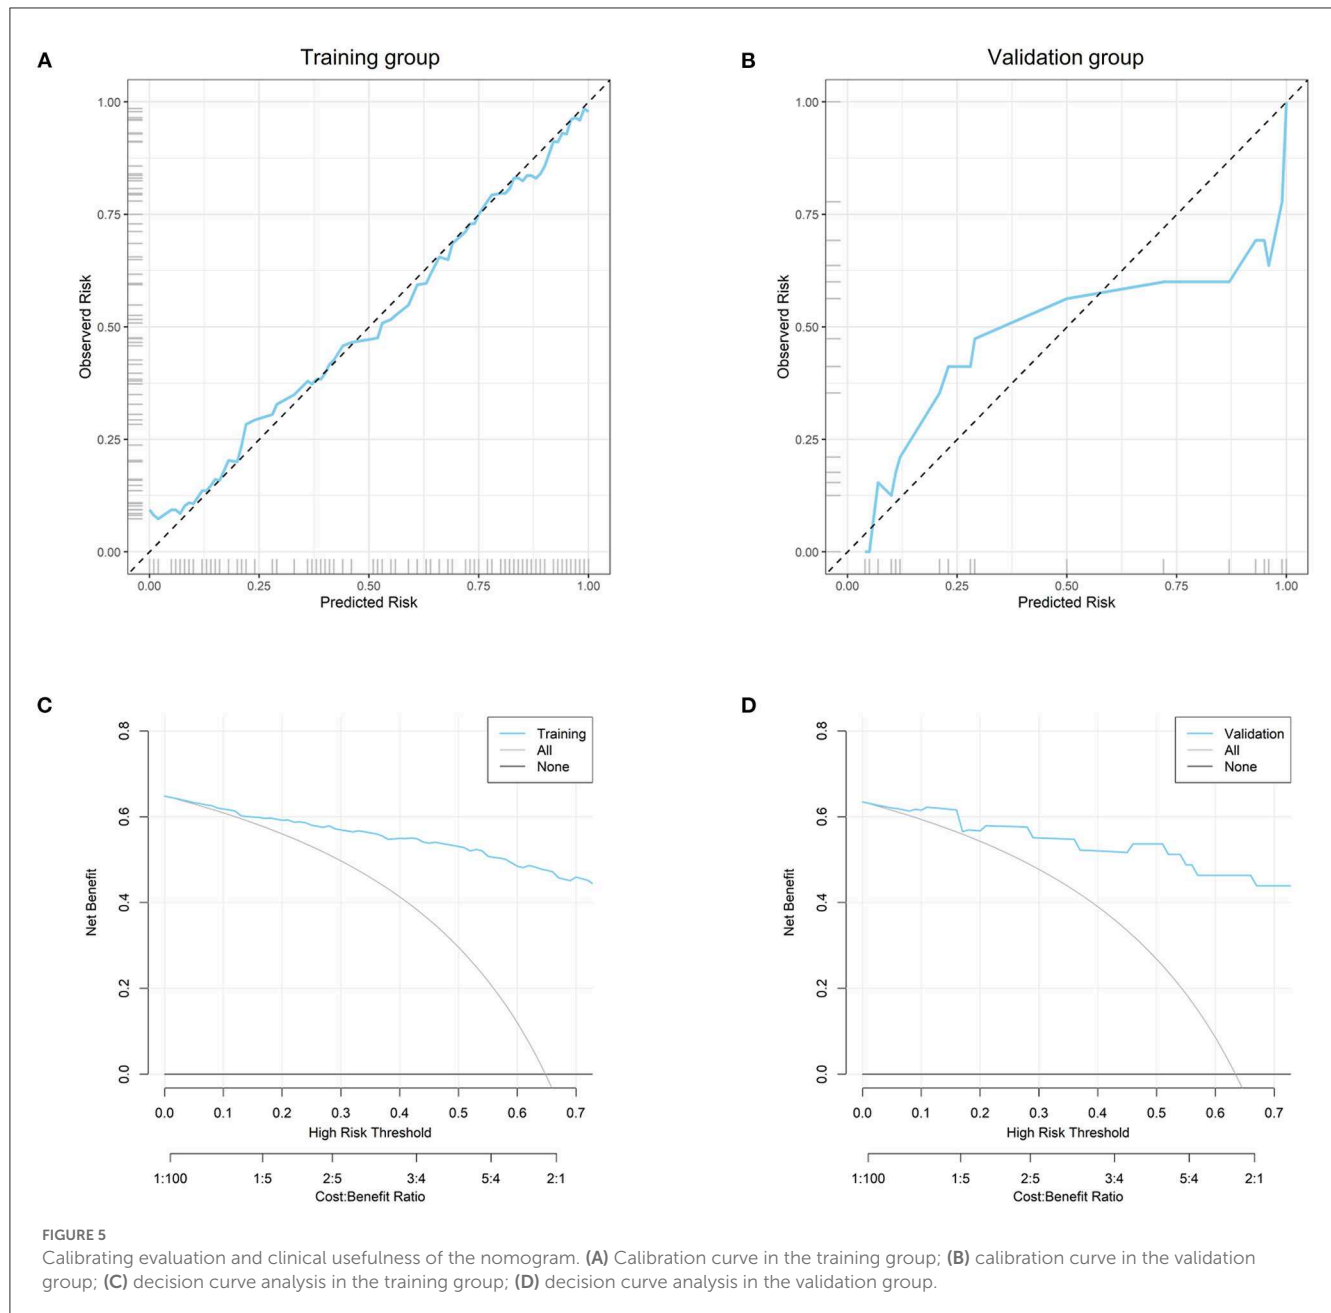 A
Training group
1.00
0.75
0.50
0.25
0.00
Observerd Risk
0.00
0.25
0.50
0.75
1.00
Predicted Risk
B
Validation group
1.00
0.75
0.50
0.25
0.00
Observerd Risk
0.00
0.25
0.50
0.75
1.00
Predicted Risk
C
0.8
0.6
0.4
0.2
0.0
Net Benefit
Training
All
None
0.0
0.1
0.2
0.3
0.4
0.5
0.6
0.7
High Risk Threshold
1:100
1:5
2:5
3:4
5:4
2:1
Cost:Benefit Ratio
D
0.8
0.6
0.4
0.2
0.0
Net Benefit
Validation
All
None
0.0
0.1
0.2
0.3
0.4
0.5
0.6
0.7
High Risk Threshold
1:100
1:5
2:5
3:4
5:4
2:1
Cost:Benefit Ratio
FIGURE 5
Calibrating evaluation and clinical usefulness of the nomogram. (A) Calibration curve in the training group; (B) calibration curve in the validation
group; (C) decision curve analysis in the training group; (D) decision curve analysis in the validation group.